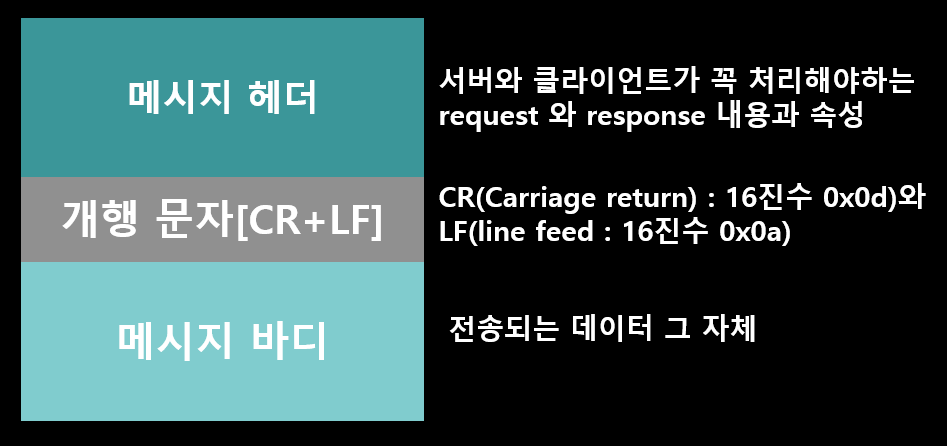 메시지 헤더
서버와 클라이언트가 꼭 처리해야하는
request 와 response 내용과 속성
개행 문자[CR+LF]
CR(Carriage return) : 16진수 0x0d)와
LF(line feed : 16진수 0x0a)
메시지 바디
전송되는 데이터 그 자체